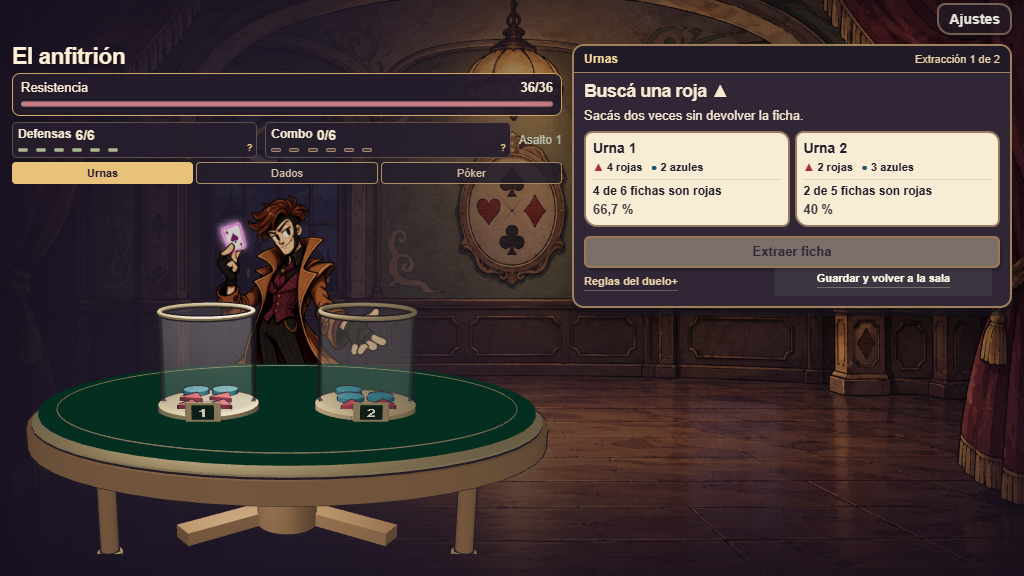 Ajustes
El anfitrión
Resistencia 36/36
Defensas 6/6 ?
Combo 0/6 ?
Asalto 1
Urnas
Dados
Póker
Urnas Extracción 1 de 2
Buscá una roja ▲
Sacás dos veces sin devolver la ficha.
Urna 1
▲ 4 rojas • 2 azules
4 de 6 fichas son rojas
66,7 %
Urna 2
▲ 2 rojas • 3 azules
2 de 5 fichas son rojas
40 %
Extraer ficha
Reglas del duelo+
Guardar y volver a la sala
1
2